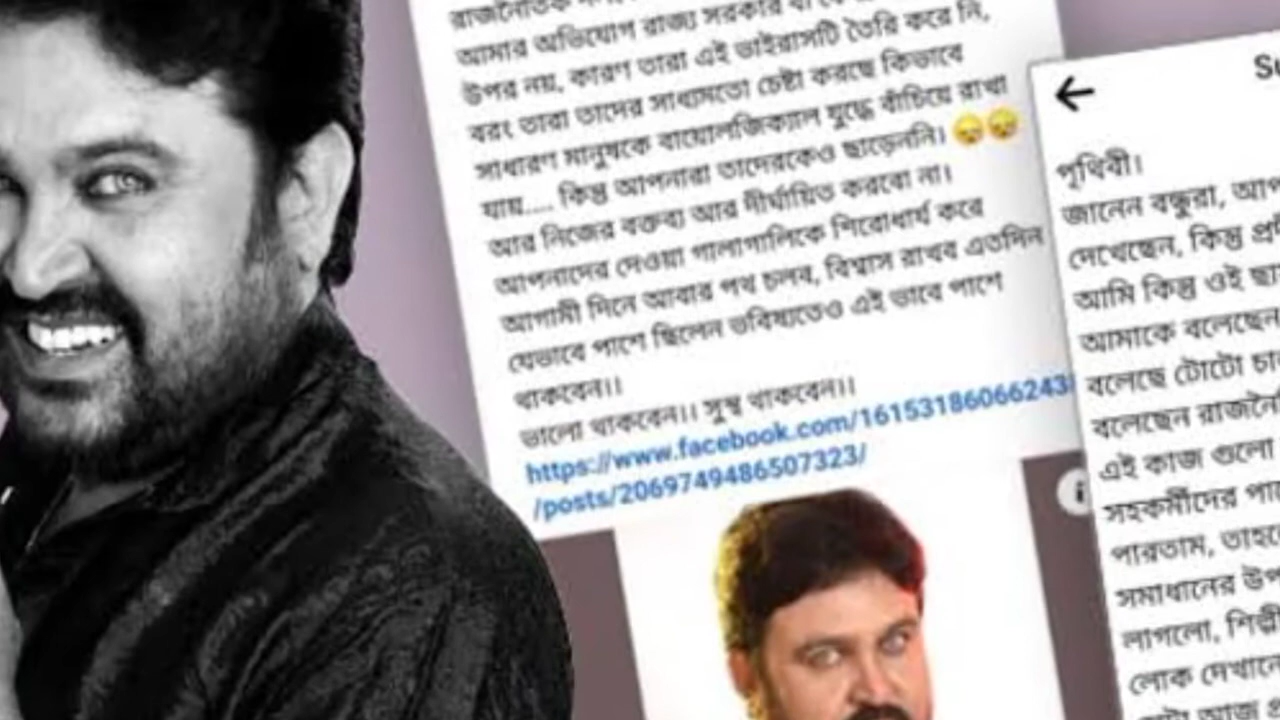 আমার অভিযোগ রাজ্য সরকার বা
উপর নয়, কারণ তারা এই ভাইরাসটি তৈরি করে নি,
বরং তারা তাদের সাধ্যমতো চেষ্টা করছে কিভাবে
সাধারণ মানুষকে বায়োলজিক্যাল যুদ্ধে বাঁচিয়ে রাখা
যায়.... কিন্তু আপনারা তাদেরকেও ছাড়েননি।
আর নিজের বক্তব্য আর দীর্ঘায়িত করবো না।
আপনাদের দেওয়া গালাগালিকে শিরোধার্য করে
আগামী দিনে আবার পথ চলব, বিশ্বাস রাখব এতদিন
যেভাবে পাশে ছিলেন ভবিষ্যতেও এই ভাবে পাশে
থাকবেন।।
ভালো থাকবেন।। সুস্থ থাকবেন।।
https://www.facebook.com/16153186066243
/posts/2069749486507323/
Su
পৃথিবী।
জানেন বন্ধুরা, আপ
দেখেছেন, কিন্তু
আমি কিন্তু ওই ছা
আমাকে বলেছেন
বলেছে টোটো চা
বলেছেন রাজনৈ
এই কাজ গুলো
সহকর্মীদের পা
পারতাম, তাহ
সমাধানের উপ
লাগলো, শিল্পী
লোক দেখানে